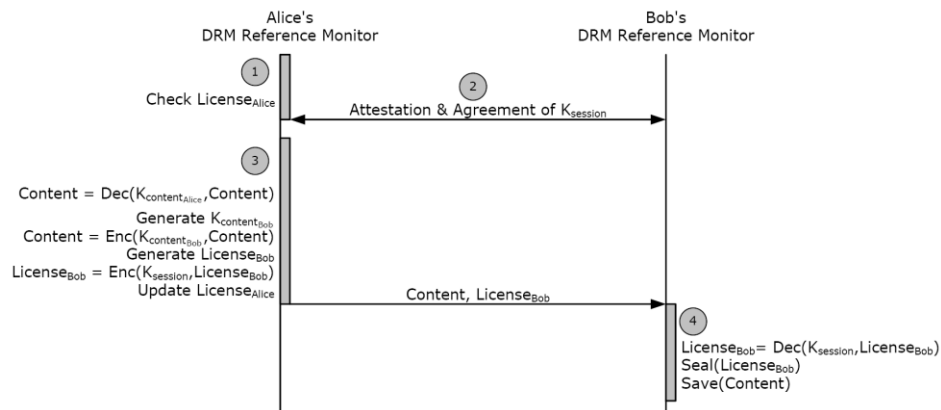 Alice's
DRM Reference Monitor
Bob's
DRM Reference Monitor
1
Check License_Alice
2
Attestation & Agreement of K_session
3
Content = Dec(K_content_Alice,Content)
Generate K_content_Bob
Content = Enc(K_content_Bob,Content)
Generate License_Bob
License_Bob = Enc(K_session,License_Bob)
Update License_Alice
Content, License_Bob
4
License_Bob= Dec(K_session,License_Bob)
Seal(License_Bob)
Save(Content)